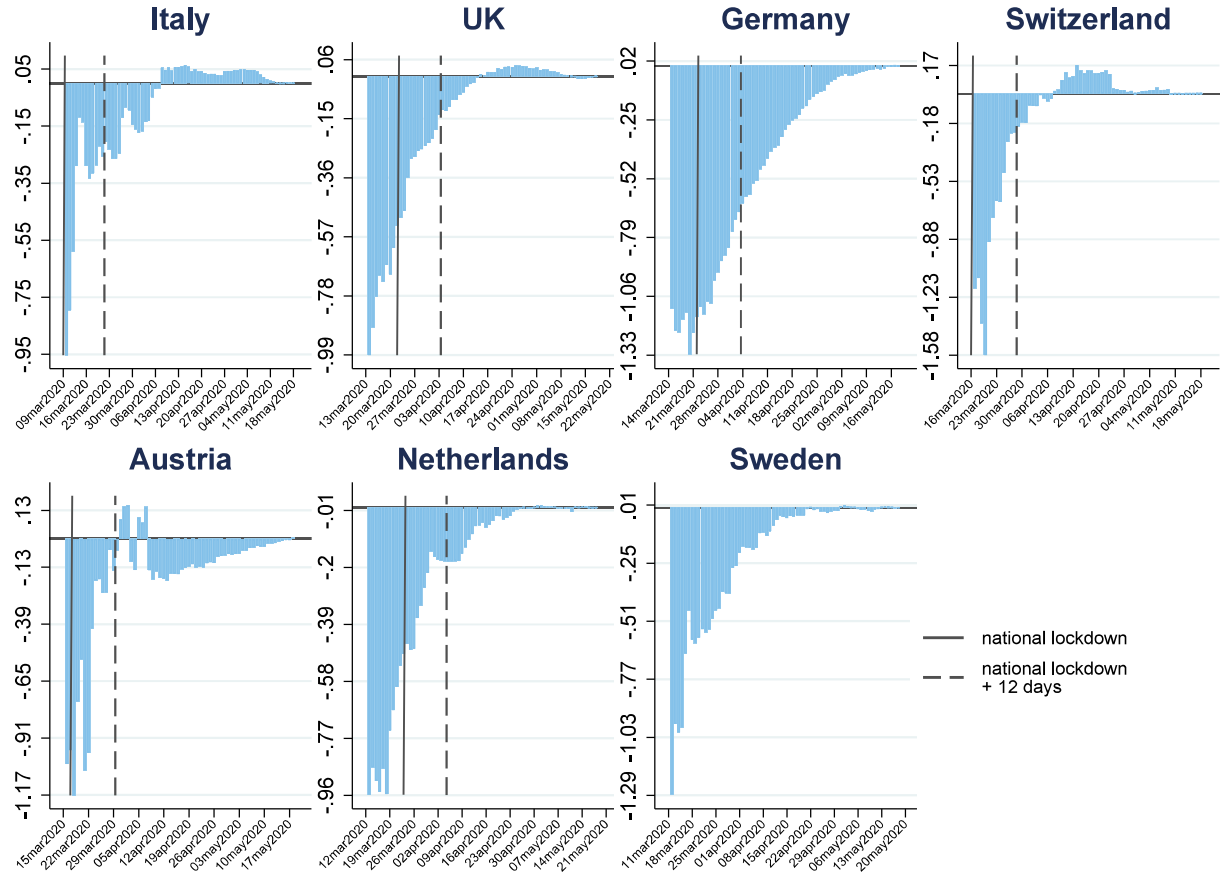 Italy
UK
Germany
Switzerland
.05
-.15
-.35
-.55
-.75
-.95
09mar2020
16mar2020
23mar2020
30mar2020
06apr2020
13apr2020
20apr2020
27apr2020
04may2020
11may2020
18may2020
.06
-.15
-.36
-.57
-.78
-.99
13mar2020
20mar2020
27mar2020
03apr2020
10apr2020
17apr2020
24apr2020
01may2020
08may2020
15may2020
22may2020
.02
-.25
-.52
-.79
-1.06
-1.33
14mar2020
21mar2020
28mar2020
04apr2020
11apr2020
18apr2020
25apr2020
02may2020
09may2020
16may2020
.17
-.18
-.53
-.88
-1.23
-1.58
16mar2020
23mar2020
30mar2020
06apr2020
13apr2020
20apr2020
27apr2020
04may2020
11may2020
18may2020
Austria
Netherlands
Sweden
.13
-.13
-.39
-.65
-.91
-1.17
15mar2020
22mar2020
29mar2020
05apr2020
12apr2020
19apr2020
26apr2020
03may2020
10may2020
17may2020
.01
-.2
-.39
-.58
-.77
-.96
12mar2020
19mar2020
26mar2020
02apr2020
09apr2020
16apr2020
23apr2020
30apr2020
07may2020
14may2020
21may2020
.01
-.25
-.51
-.77
-1.03
-1.29
11mar2020
18mar2020
25mar2020
01apr2020
08apr2020
15apr2020
22apr2020
29apr2020
06may2020
13may2020
20may2020
national lockdown
national lockdown
+ 12 days